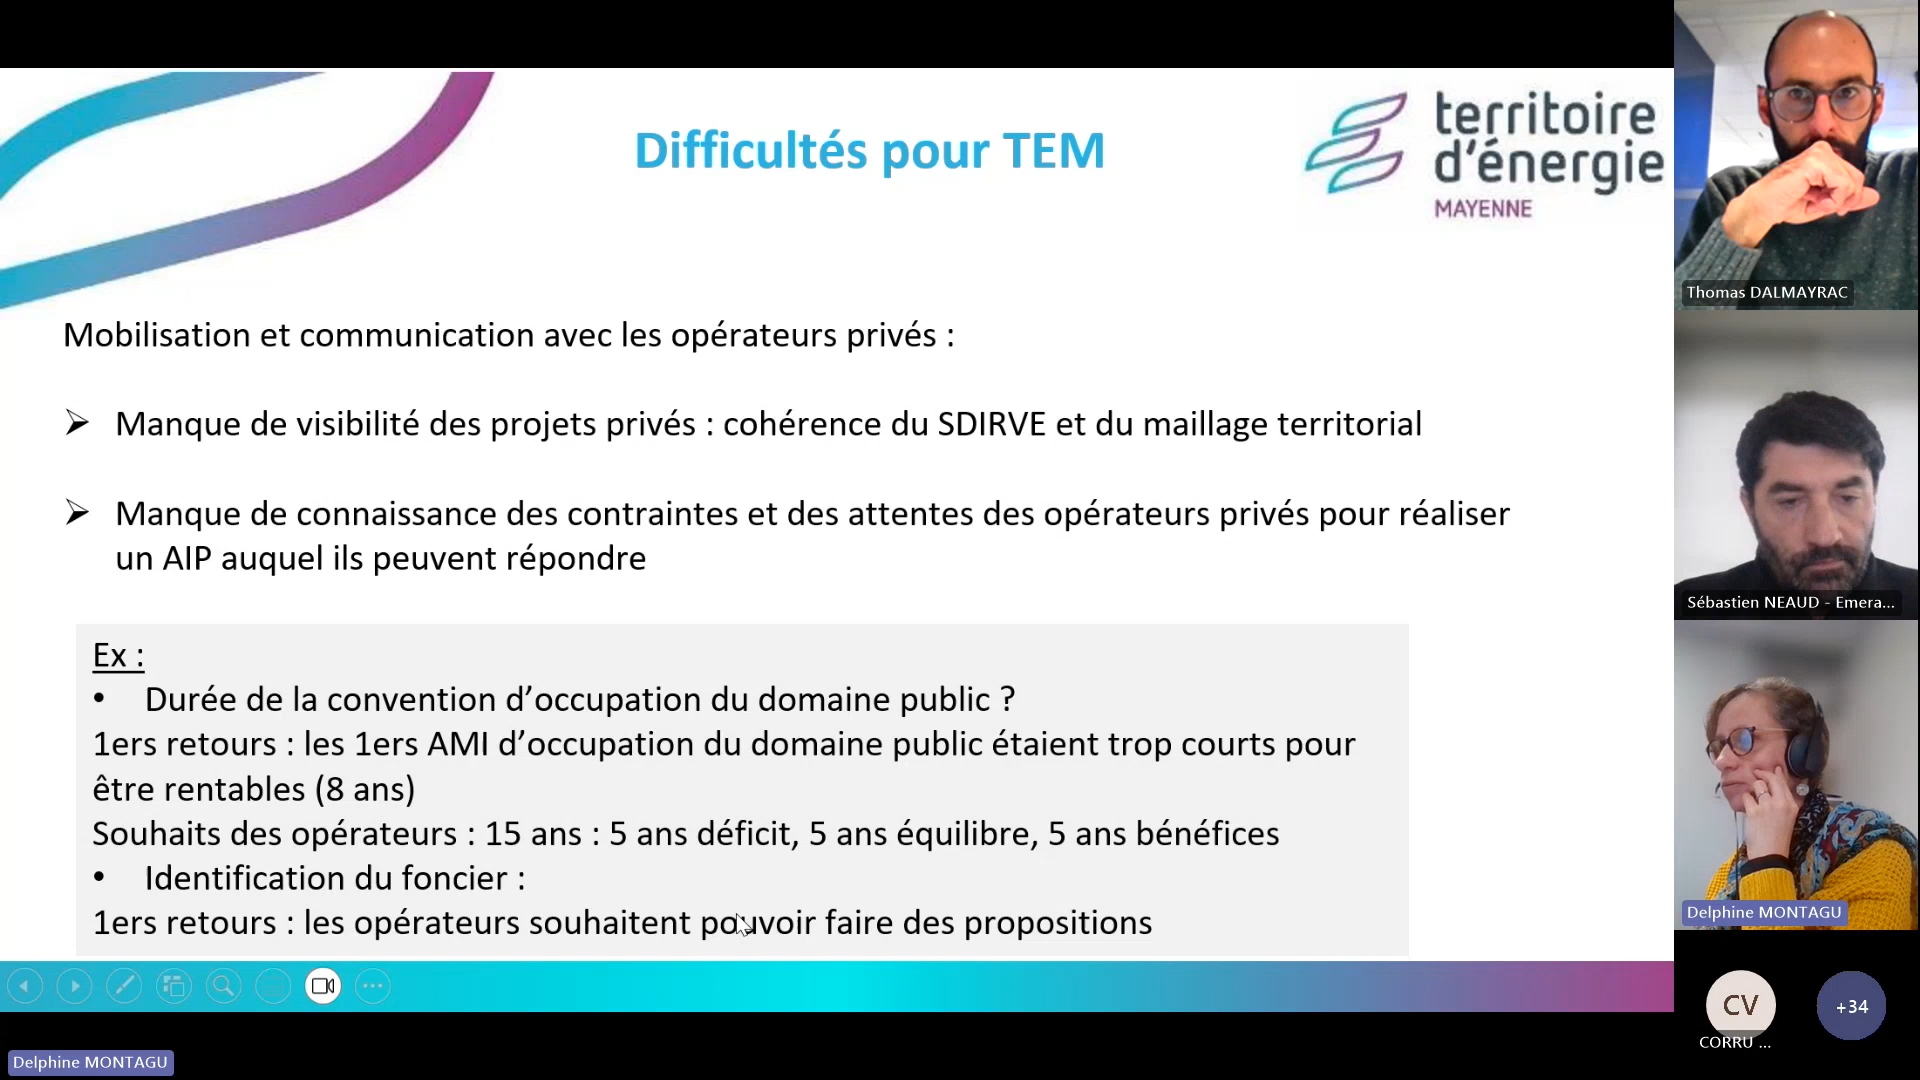 Difficultés pour TEM
territoire
d'énergie
MAYENNE
Mobilisation et communication avec les opérateurs privés :
➢ Manque de visibilité des projets privés : cohérence du SDIRVE et du maillage territorial
➢ Manque de connaissance des contraintes et des attentes des opérateurs privés pour réaliser
un AIP auquel ils peuvent répondre
Ex :
• Durée de la convention d’occupation du domaine public ?
1ers retours : les 1ers AMI d’occupation du domaine public étaient trop courts pour
être rentables (8 ans)
Souhaits des opérateurs : 15 ans : 5 ans déficit, 5 ans équilibre, 5 ans bénéfices
• Identification du foncier :
1ers retours : les opérateurs souhaitent pouvoir faire des propositions
Thomas DALMAYRAC
Sébastien NEAUD - Emera...
Delphine MONTAGU
CV
+34
CORRU ...
Delphine MONTAGU